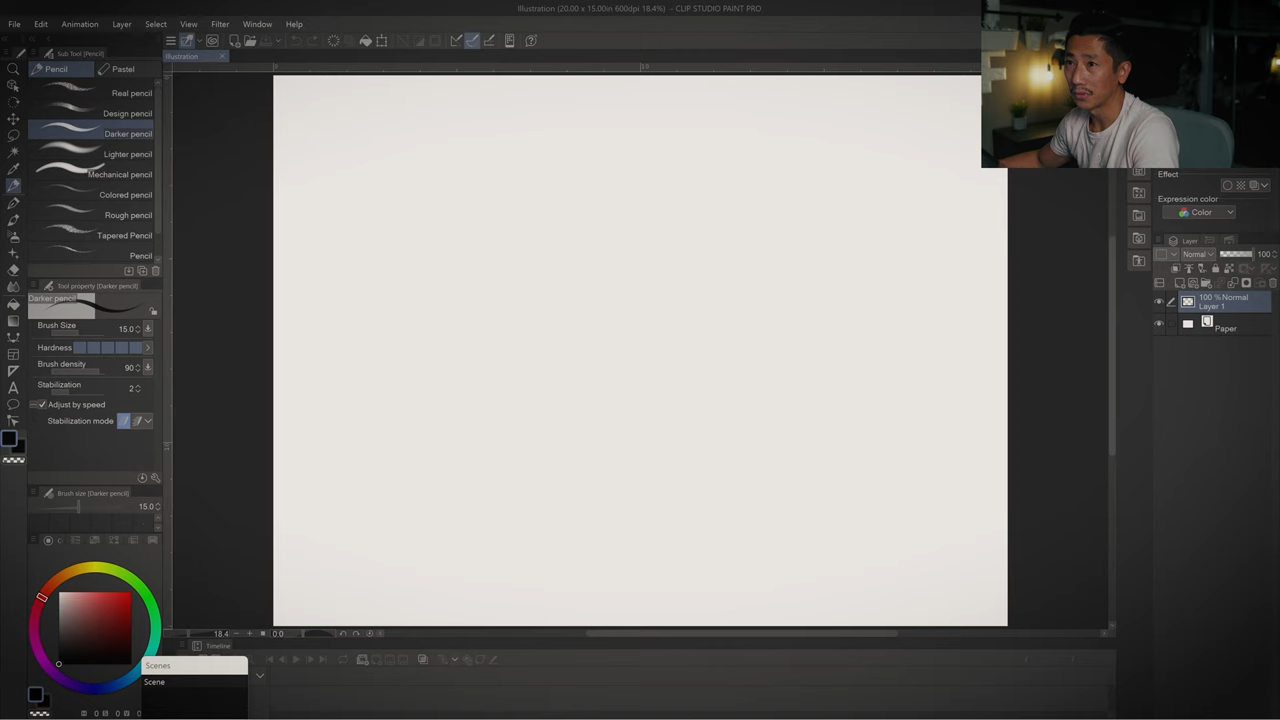 Illustration (20.00 x 15.00in 600dpi 18.4%) - CLIP STUDIO PAINT PRO
File Edit Animation Layer Select View Filter Window Help
Sub Tool [Pencil]
Illustration
Pencil Pastel
Real pencil
Design pencil
Darker pencil
Lighter pencil
Mechanical pencil
Colored pencil
Rough pencil
Tapered Pencil
Pencil
Tool property [Darker pencil]
Darker pencil
Brush Size 15.0
Hardness
Brush density 90
Stabilization 2
Adjust by speed
Stabilization mode
Brush size [Darker pencil]
15.0
Effect
Expression color
Color
Layer
Normal 100
100 % Normal
Layer 1
Paper
18.4 0.0
Timeline
Scenes
Scene